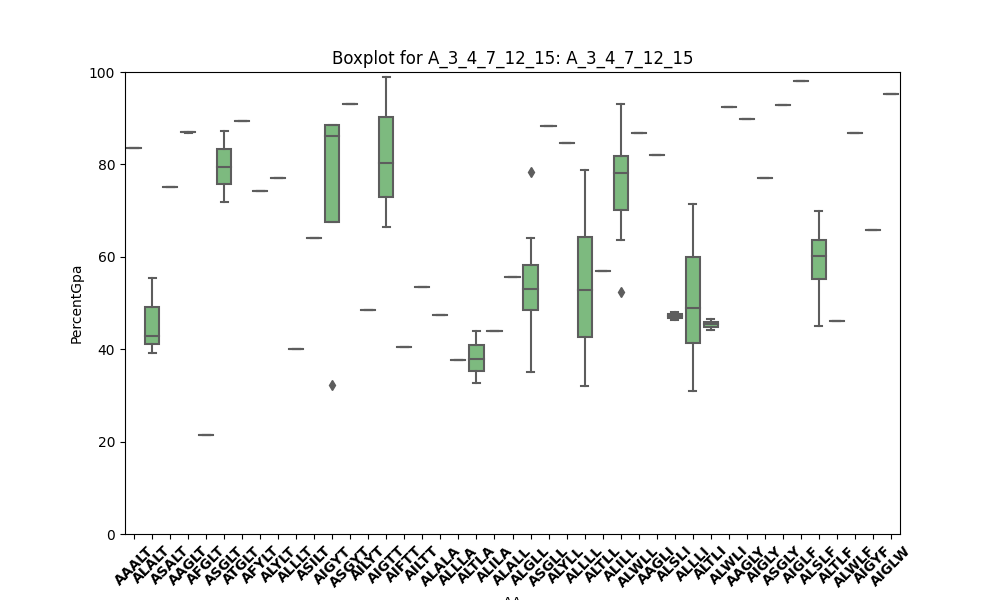 Boxplot for A_3_4_7_12_15: A_3_4_7_12_15
100
80
60
40
20
0
PercentGpa
AAALT
ALALT
ASALT
AAGLT
AFGLT
ASGLT
ATGLT
AFYLT
ALYLT
ALLLT
ASILT
AIGYT
ASGYT
AILYT
AIGTT
AIFTT
AILTT
ALALA
ALLLA
ALTLA
ALILA
ALALL
ALGLL
ASGLL
AIYLL
ALLLL
ALTLL
ALILL
ALWLL
AAGLI
ALSLI
ALLLI
ALTLI
ALWLI
AAGLY
AIGLY
ASGLY
AIGLF
ALSLF
ALTLF
ALWLF
AIGYF
AIGLW